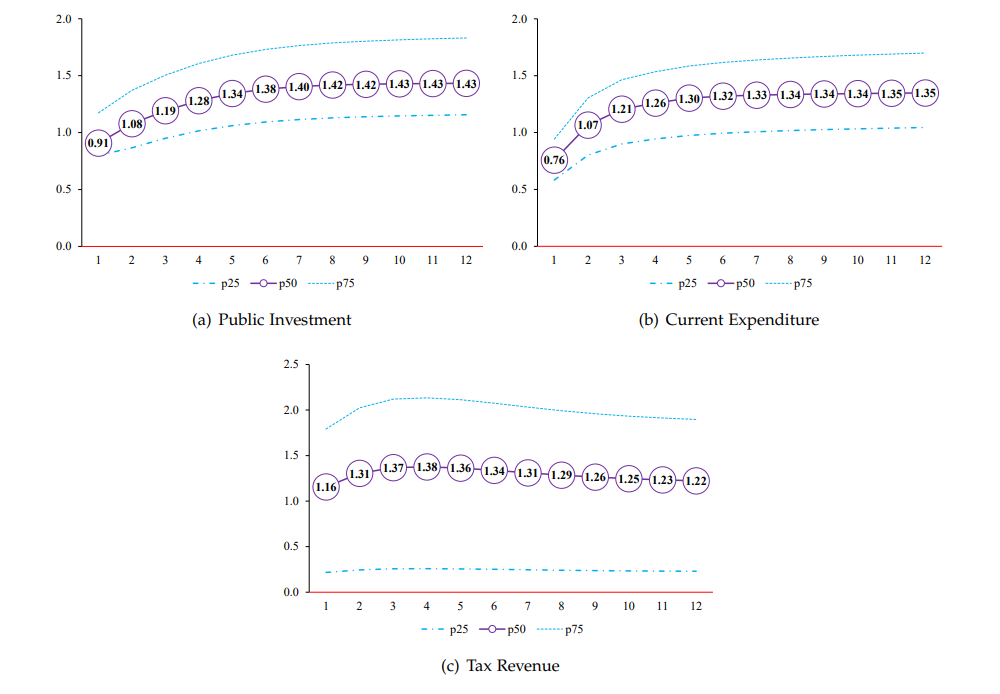 2.0
1.5
1.0
0.5
0.0
0.91 1.08 1.19 1.28 1.34 1.38 1.40 1.42 1.42 1.43 1.43 1.43
1 2 3 4 5 6 7 8 9 10 11 12
p25 p50 p75
(a) Public Investment
2.0
1.5
1.0
0.5
0.0
0.76 1.07 1.21 1.26 1.30 1.32 1.33 1.34 1.34 1.34 1.35 1.35
1 2 3 4 5 6 7 8 9 10 11 12
p25 p50 p75
(b) Current Expenditure
2.5
2.0
1.5
1.0
0.5
0.0
1.16 1.31 1.37 1.38 1.36 1.34 1.31 1.29 1.26 1.25 1.23 1.22
1 2 3 4 5 6 7 8 9 10 11 12
p25 p50 p75
(c) Tax Revenue